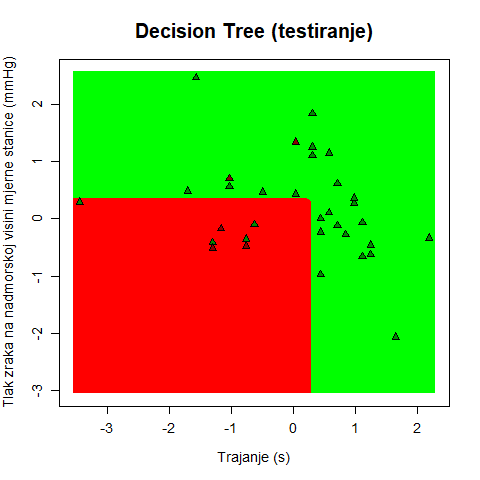 Decision Tree (testiranje)
Tlak zraka na nadmorskoj visini mjerne stanice (mmHg)
2
1
0
-1
-2
-3
-3 -2 -1 0 1 2
Trajanje (s)